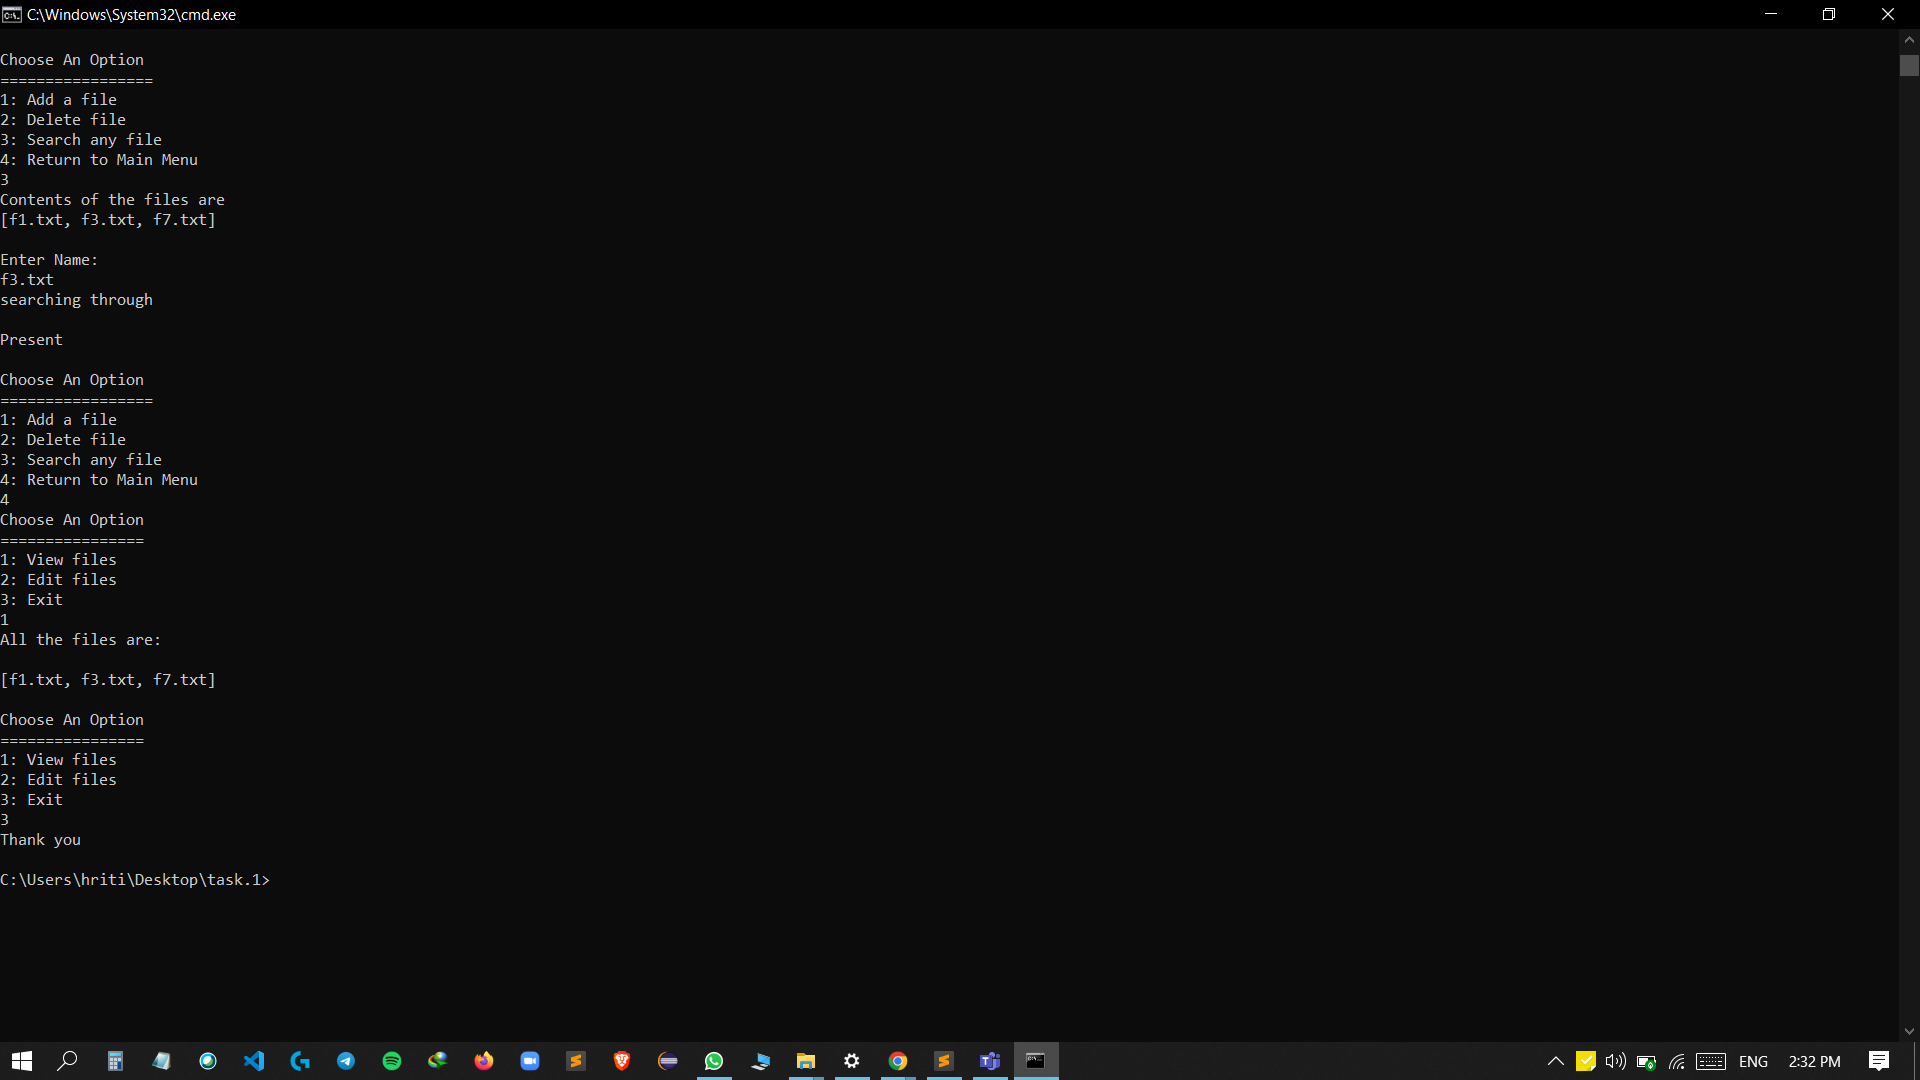 C:\Windows\System32\cmd.exe
Choose An Option
=================
1: Add a file
2: Delete file
3: Search any file
4: Return to Main Menu
3
Contents of the files are
[f1.txt, f3.txt, f7.txt]
Enter Name:
f3.txt
searching through
Present
Choose An Option
=================
1: Add a file
2: Delete file
3: Search any file
4: Return to Main Menu
4
Choose An Option
================
1: View files
2: Edit files
3: Exit
1
All the files are:
[f1.txt, f3.txt, f7.txt]
Choose An Option
================
1: View files
2: Edit files
3: Exit
3
Thank you
C:\Users\hriti\Desktop\task.1>
ENG
2:32 PM